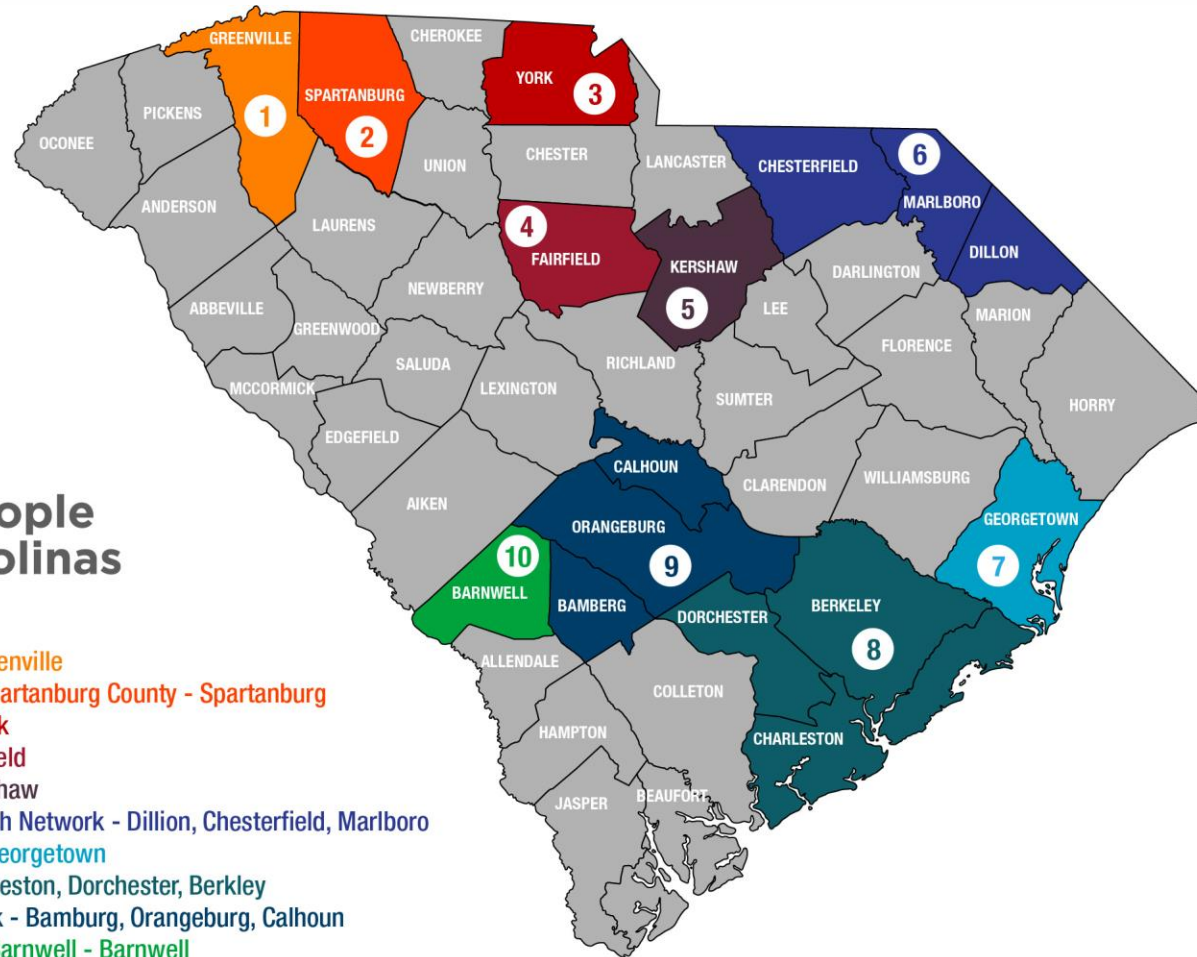 GREENVILLE
CHEROKEE
YORK
3
SPARTANBURG
PICKENS
1
2
OCONEE
UNION
CHESTER
LANCASTER
CHESTERFIELD
6
MARLBORO
ANDERSON
LAURENS
4
FAIRFIELD
KERSHAW
5
DILLON
DARLINGTON
NEWBERRY
LEE
ABBEVILLE
GREENWOOD
MARION
FLORENCE
SALUDA
RICHLAND
MCCORMICK
LEXINGTON
SUMTER
HORRY
EDGEFIELD
CALHOUN
WILLIAMSBURG
CLARENDON
AIKEN
GEORGETOWN
ORANGEBURG
10
9
7
BARNWELL
BAMBERG
BERKELEY
DORCHESTER
8
ALLENDALE
COLLETON
HAMPTON
CHARLESTON
JASPER
BEAUFORT
ople
olinas
enville
artanburg County - Spartanburg
k
eld
haw
h Network - Dillion, Chesterfield, Marlboro
eorgetown
eston, Dorchester, Berkley
k - Bamburg, Orangeburg, Calhoun
arnwell - Barnwell